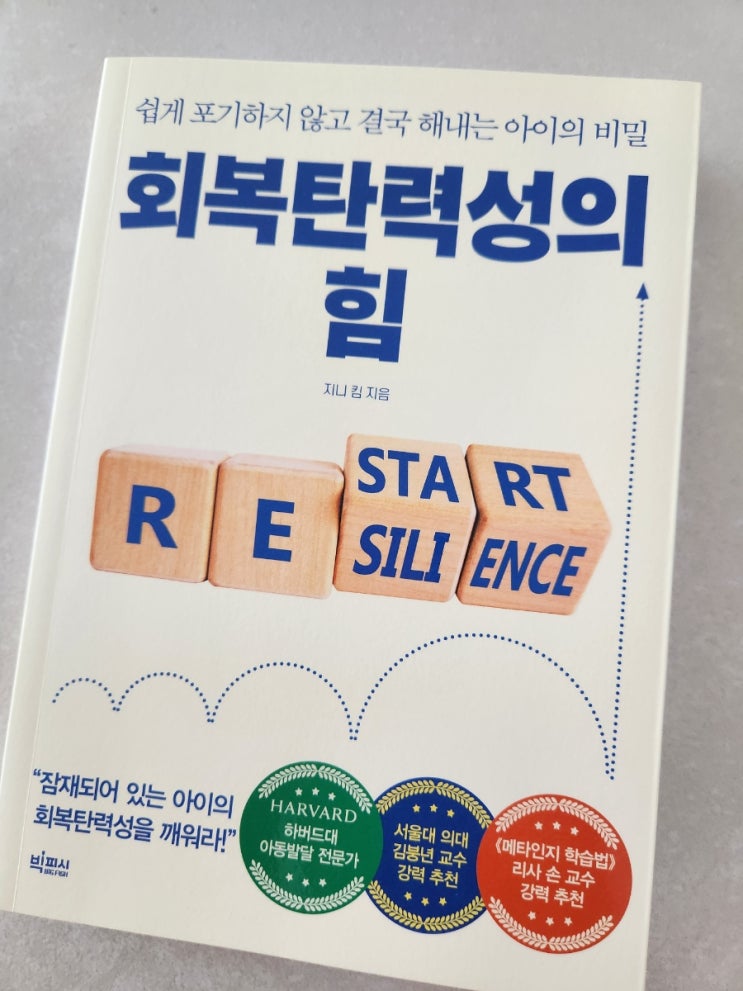 쉽게 포기하지 않고 결국 해내는 아이의 비밀
회복탄력성의
힘
지니 킴 지음
R E START
SILIENCE
“잠재되어 있는 아이의
회복탄력성을 깨워라!”
HARVARD
하버드대
아동발달 전문가
서울대 의대
김붕년 교수
강력 추천
《메타인지 학습법》
리사 손 교수
강력 추천
빅피시
BIG FISH